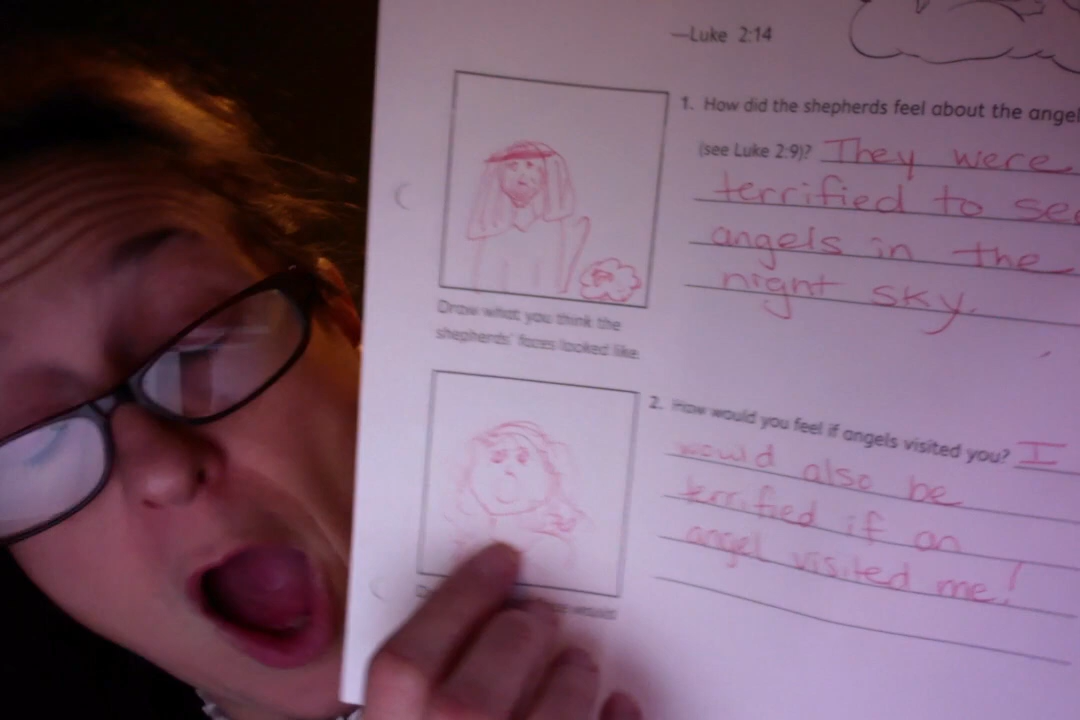 —Luke 2:14
1. How did the shepherds feel about the angel
(see Luke 2:9)? They were
terrified to see
angels in the
night sky.
Draw what you think the
shepherds' faces looked like
2. How would you feel if angels visited you? I
would also be
terrified if an
angel visited me!
would